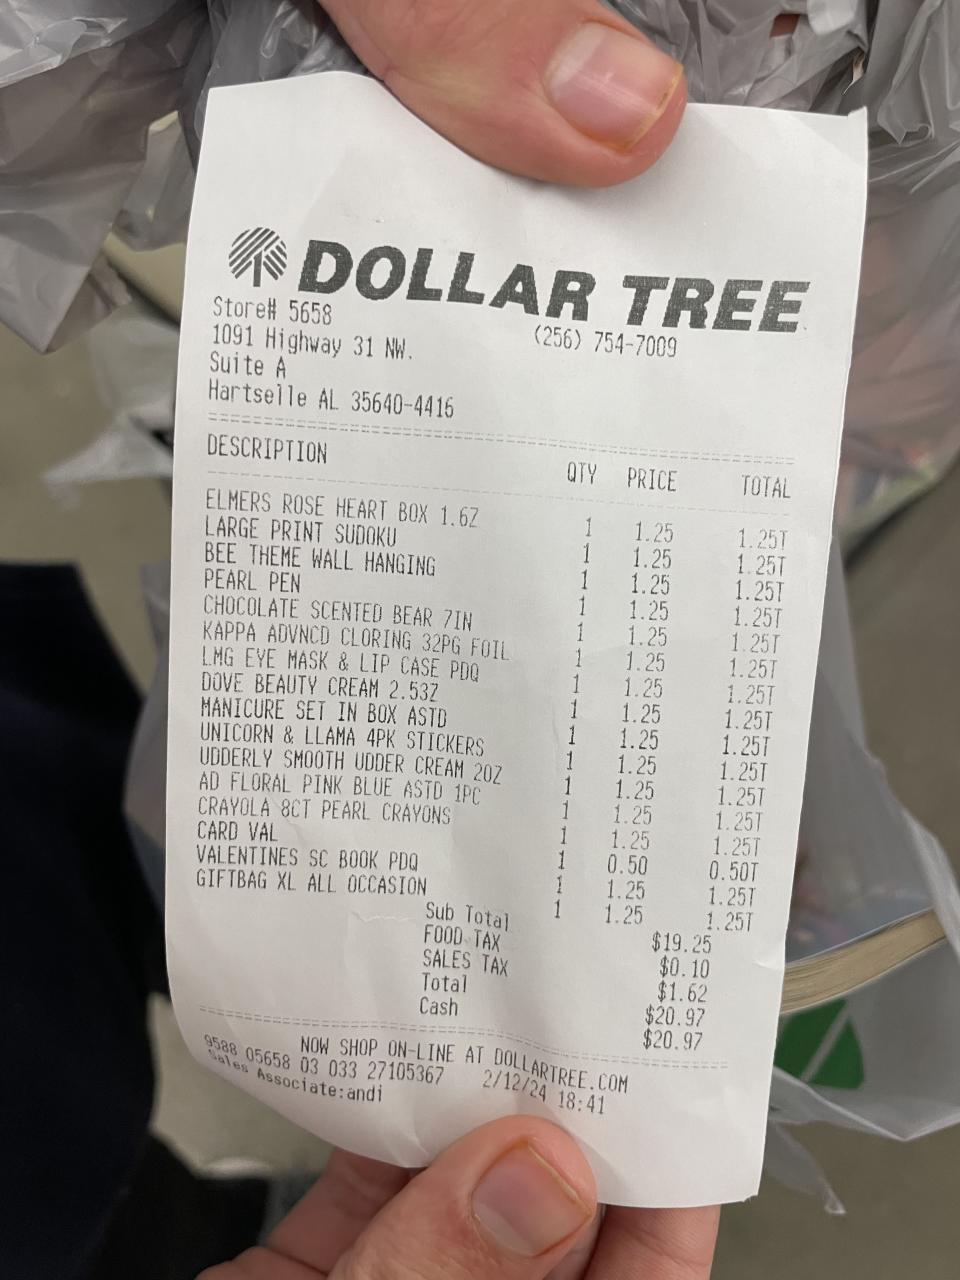 DOLLAR TREE
Store# 5658 (256) 754-7009
1091 Highway 31 NW.
Suite A
Hartselle AL 35640-4416
DESCRIPTION QTY PRICE TOTAL
ELMERS ROSE HEART BOX 1.6Z 1 1.25 1.25T
LARGE PRINT SUDOKU 1 1.25 1.25T
BEE THEME WALL HANGING 1 1.25 1.25T
PEARL PEN 1 1.25 1.25T
CHOCOLATE SCENTED BEAR 7IN 1 1.25 1.25T
KAPPA ADVNCD CLORING 32PG FOIL 1 1.25 1.25T
LMG EYE MASK & LIP CASE PDQ 1 1.25 1.25T
DOVE BEAUTY CREAM 2.53Z 1 1.25 1.25T
MANICURE SET IN BOX ASTD 1 1.25 1.25T
UNICORN & LLAMA 4PK STICKERS 1 1.25 1.25T
UDDERLY SMOOTH UDDER CREAM 2OZ 1 1.25 1.25T
AD FLORAL PINK BLUE ASTD 1PC 1 1.25 1.25T
CRAYOLA 8CT PEARL CRAYONS 1 1.25 1.25T
CARD VAL 1 0.50 0.50T
VALENTINES SC BOOK PDQ 1 1.25 1.25T
GIFTBAG XL ALL OCCASION 1 1.25 1.25T
Sub Total $19.25
FOOD TAX $0.10
SALES TAX $1.62
Total $20.97
Cash $20.97
NOW SHOP ON-LINE AT DOLLARTREE.COM
9588 05658 03 033 27105367 2/12/24 18:41
Sales Associate:andi